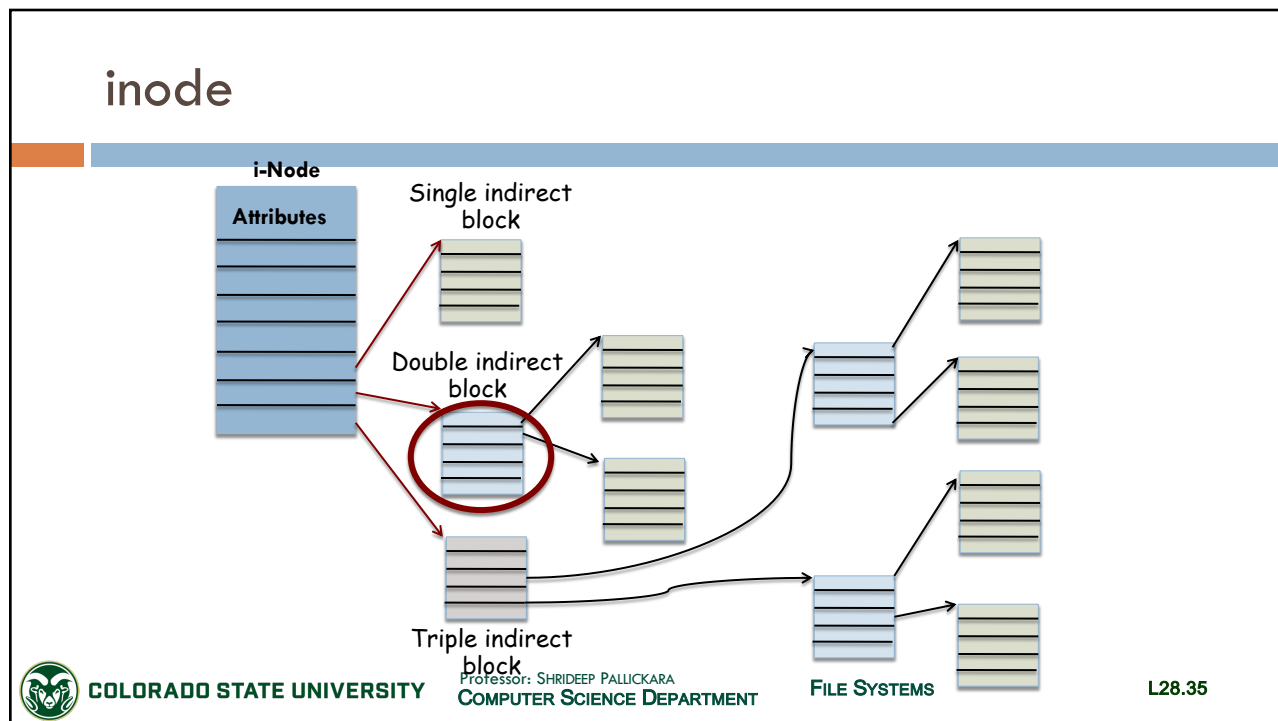 inode
i-Node
Attributes
Single indirect
block
Double indirect
block
Triple indirect
block
COLORADO STATE UNIVERSITY
Professor: SHRIDEEP PALLICKARA
COMPUTER SCIENCE DEPARTMENT
FILE SYSTEMS
L28.35